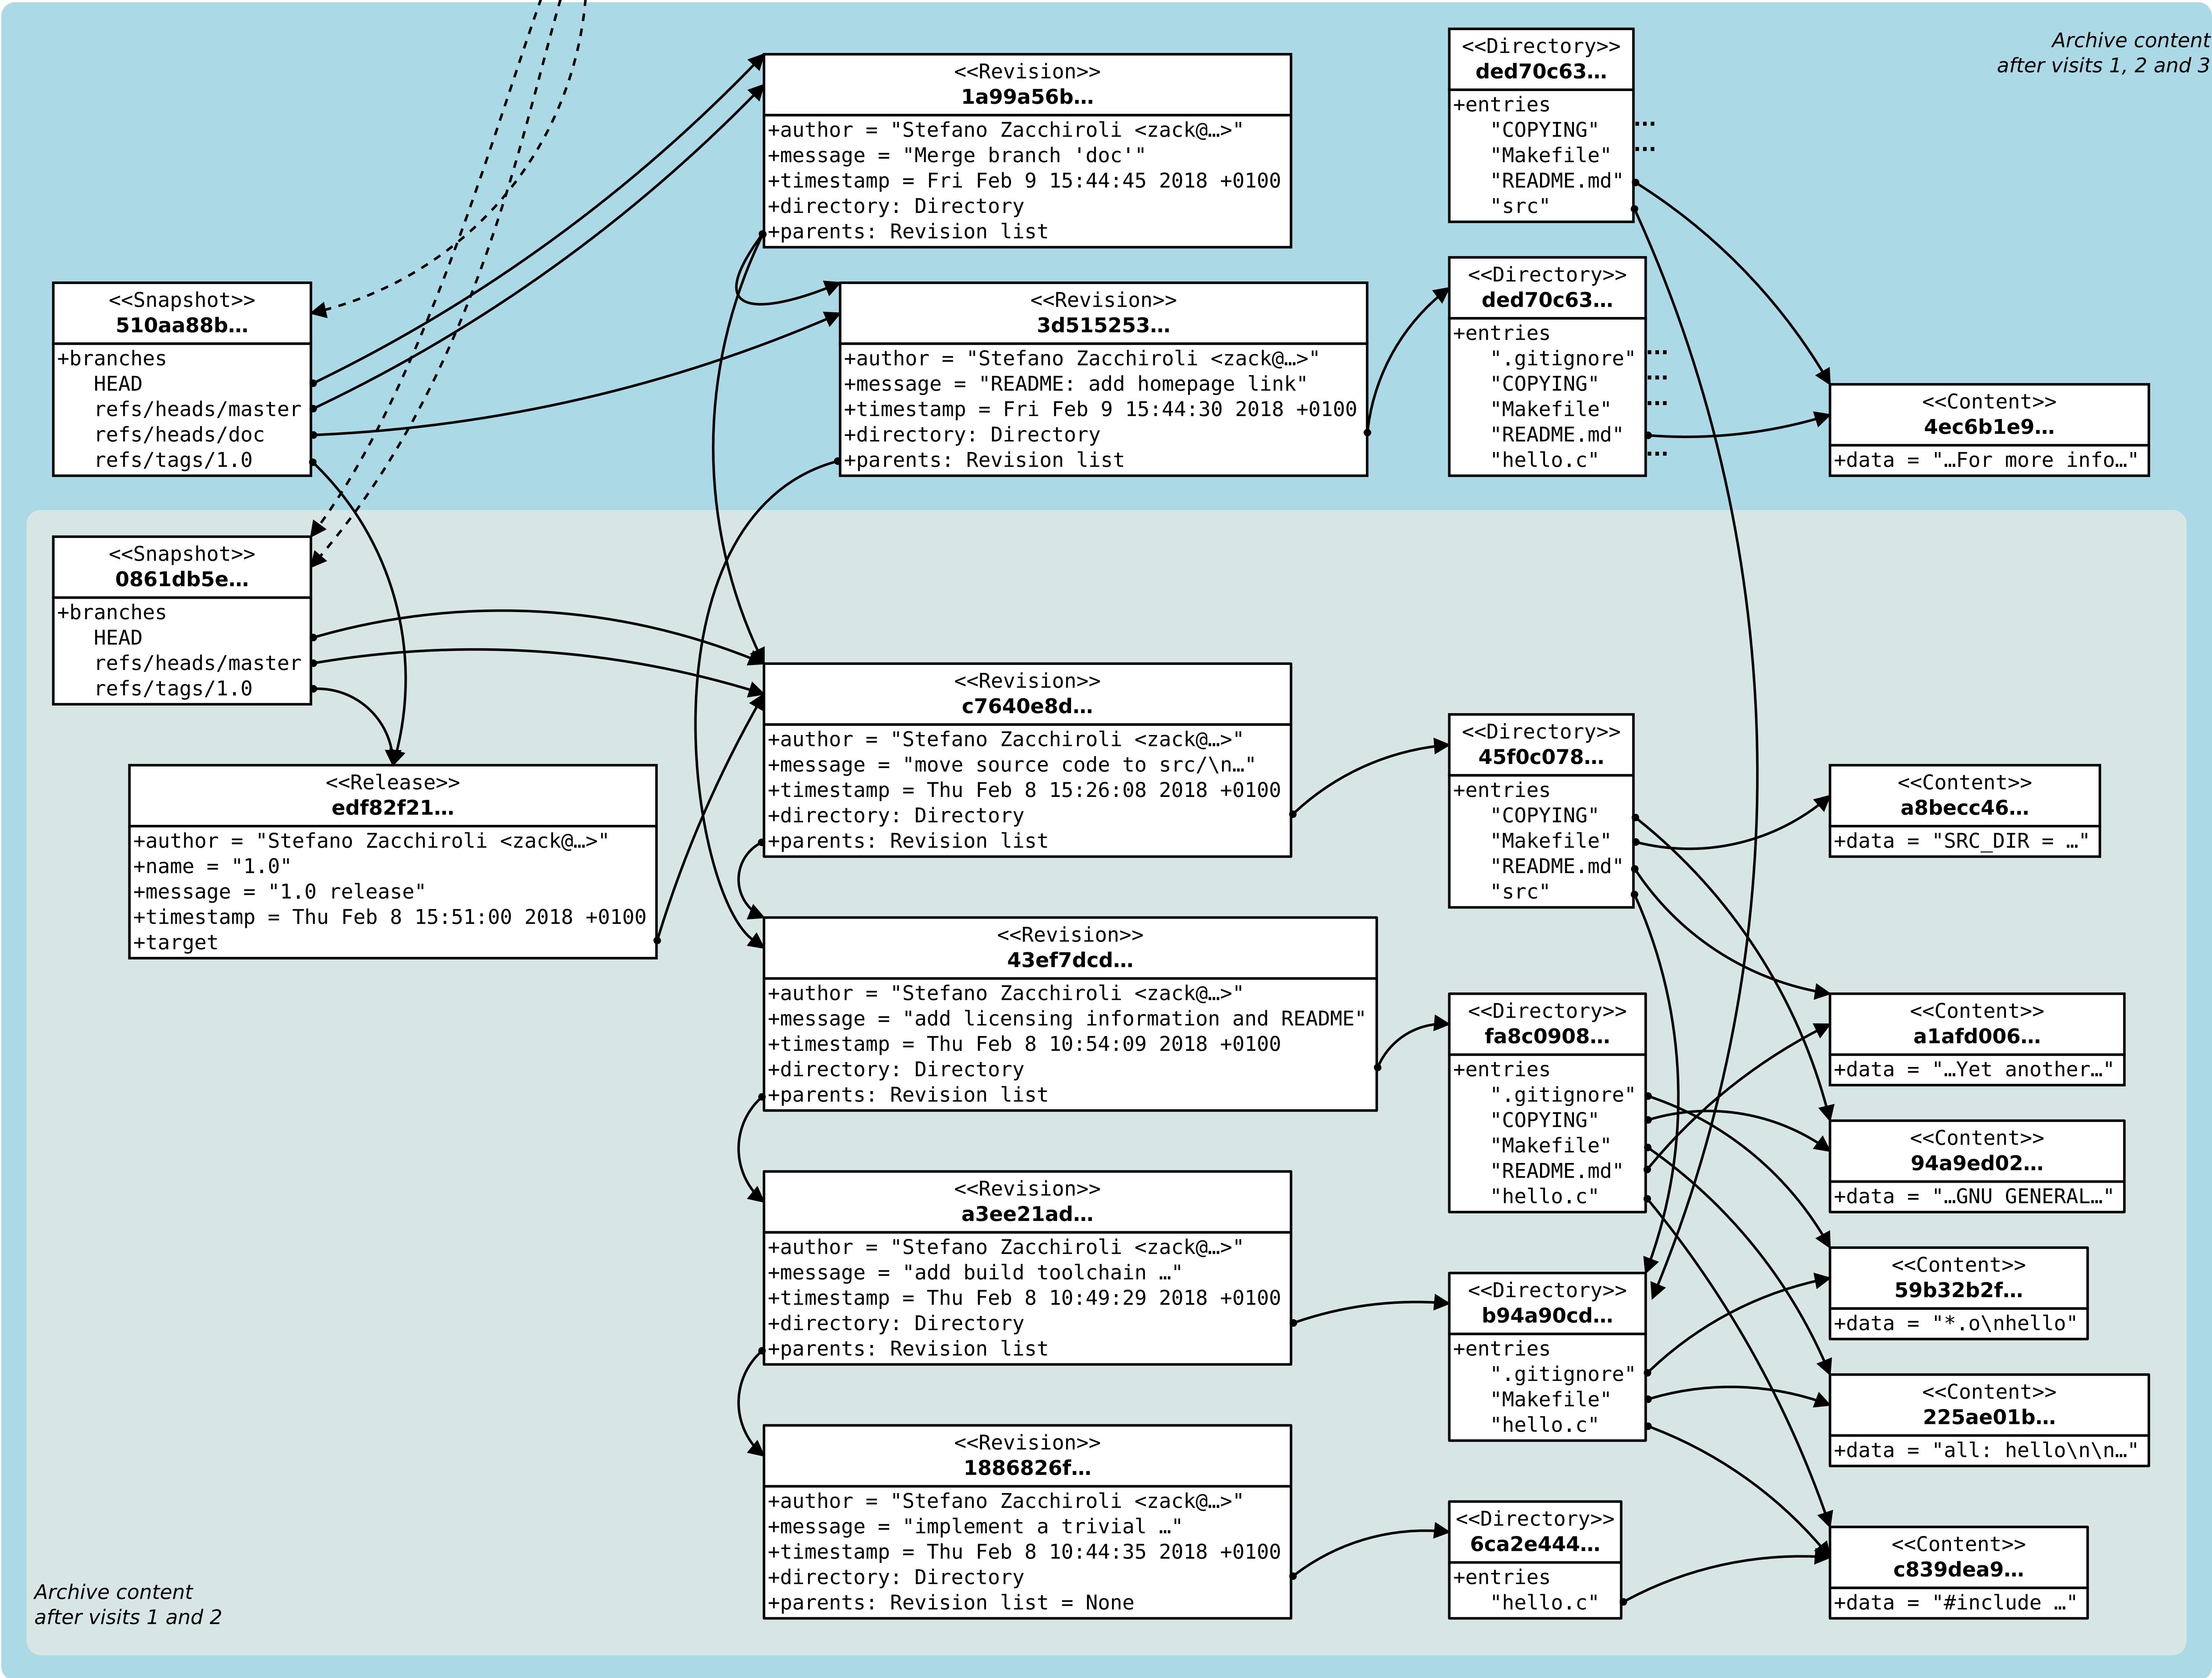 Archive content
after visits 1, 2 and 3
<<Revision>>
1a99a56b…
+author = "Stefano Zacchiroli <zack@…>"
+message = "Merge branch 'doc'"
+timestamp = Fri Feb 9 15:44:45 2018 +0100
+directory: Directory
+parents: Revision list
<<Directory>>
ded70c63…
+entries
"COPYING"
"Makefile"
"README.md"
"src"
<<Snapshot>>
510aa88b…
+branches
HEAD
refs/heads/master
refs/heads/doc
refs/tags/1.0
<<Revision>>
3d515253…
+author = "Stefano Zacchiroli <zack@…>"
+message = "README: add homepage link"
+timestamp = Fri Feb 9 15:44:30 2018 +0100
+directory: Directory
+parents: Revision list
<<Directory>>
ded70c63…
+entries
".gitignore"
"COPYING"
"Makefile"
"README.md"
"hello.c"
<<Content>>
4ec6b1e9…
+data = "…For more info…"
<<Snapshot>>
0861db5e…
+branches
HEAD
refs/heads/master
refs/tags/1.0
<<Release>>
edf82f21…
+author = "Stefano Zacchiroli <zack@…>"
+name = "1.0"
+message = "1.0 release"
+timestamp = Thu Feb 8 15:51:00 2018 +0100
+target
<<Revision>>
c7640e8d…
+author = "Stefano Zacchiroli <zack@…>"
+message = "move source code to src/\n…"
+timestamp = Thu Feb 8 15:26:08 2018 +0100
+directory: Directory
+parents: Revision list
<<Directory>>
45f0c078…
+entries
"COPYING"
"Makefile"
"README.md"
"src"
<<Content>>
a8becc46…
+data = "SRC_DIR = …"
<<Revision>>
43ef7dcd…
+author = "Stefano Zacchiroli <zack@…>"
+message = "add licensing information and README"
+timestamp = Thu Feb 8 10:54:09 2018 +0100
+directory: Directory
+parents: Revision list
<<Directory>>
fa8c0908…
+entries
".gitignore"
"COPYING"
"Makefile"
"README.md"
"hello.c"
<<Content>>
a1afd006…
+data = "…Yet another…"
<<Content>>
94a9ed02…
+data = "…GNU GENERAL…"
<<Revision>>
a3ee21ad…
+author = "Stefano Zacchiroli <zack@…>"
+message = "add build toolchain …"
+timestamp = Thu Feb 8 10:49:29 2018 +0100
+directory: Directory
+parents: Revision list
<<Directory>>
b94a90cd…
+entries
".gitignore"
"Makefile"
"hello.c"
<<Content>>
59b32b2f…
+data = "*.o\nhello"
<<Content>>
225ae01b…
+data = "all: hello\n\n…"
<<Revision>>
1886826f…
+author = "Stefano Zacchiroli <zack@…>"
+message = "implement a trivial …"
+timestamp = Thu Feb 8 10:44:35 2018 +0100
+directory: Directory
+parents: Revision list = None
<<Directory>>
6ca2e444…
+entries
"hello.c"
<<Content>>
c839dea9…
+data = "#include …"
Archive content
after visits 1 and 2